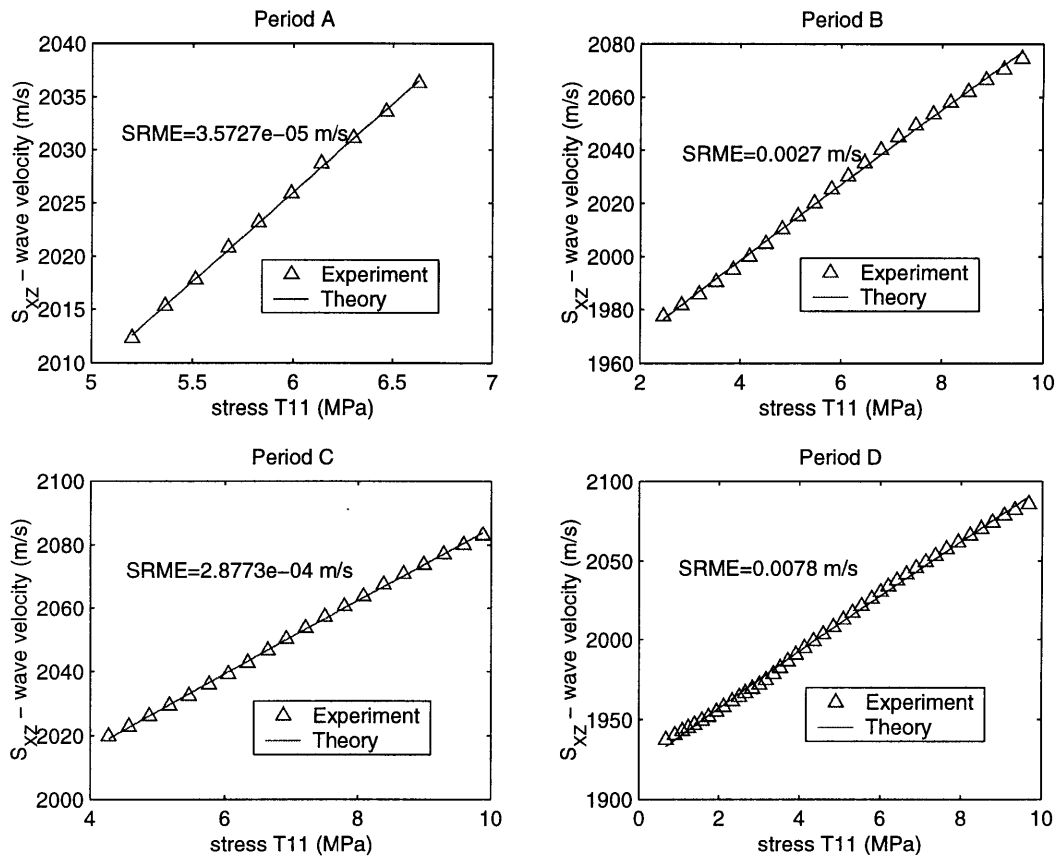 Period A
S_XZ − wave velocity (m/s)
2040
2035
2030
2025
2020
2015
2010
SRME=3.5727e−05 m/s
Experiment
Theory
5
5.5
6
6.5
7
stress T11 (MPa)
Period B
S_XZ − wave velocity (m/s)
2080
2060
2040
2020
2000
1980
1960
SRME=0.0027 m/s
Experiment
Theory
2
4
6
8
10
stress T11 (MPa)
Period C
S_XZ − wave velocity (m/s)
2100
2080
2060
2040
2020
2000
SRME=2.8773e−04 m/s
Experiment
Theory
4
6
8
10
stress T11 (MPa)
Period D
S_XZ − wave velocity (m/s)
2100
2050
2000
1950
1900
SRME=0.0078 m/s
Experiment
Theory
0
2
4
6
8
10
stress T11 (MPa)